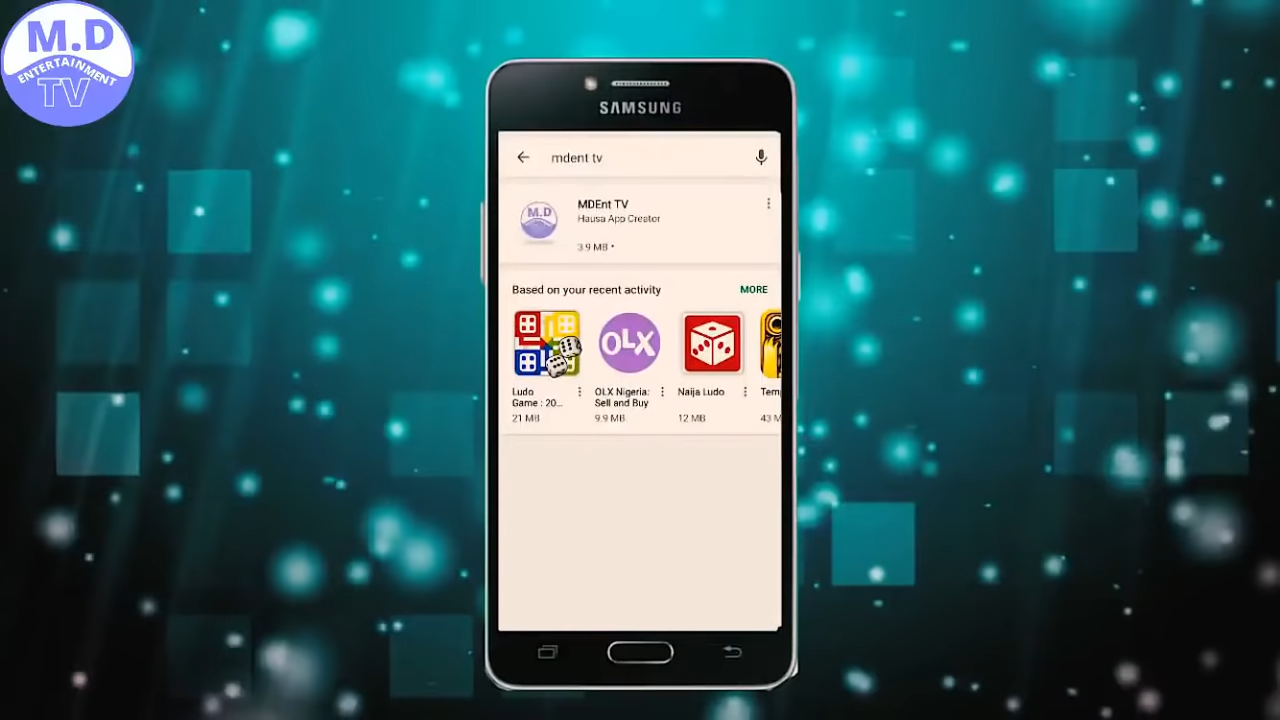 M.D
ENTERTAINMENT
TV
SAMSUNG
mdent tv
M.D
MDEnt TV
Hausa App Creator
3.9 MB •
Based on your recent activity
MORE
OLX
Ludo
Game : 20...
21 MB
OLX Nigeria:
Sell and Buy
9.9 MB
Naija Ludo
12 MB
Tem
43 M